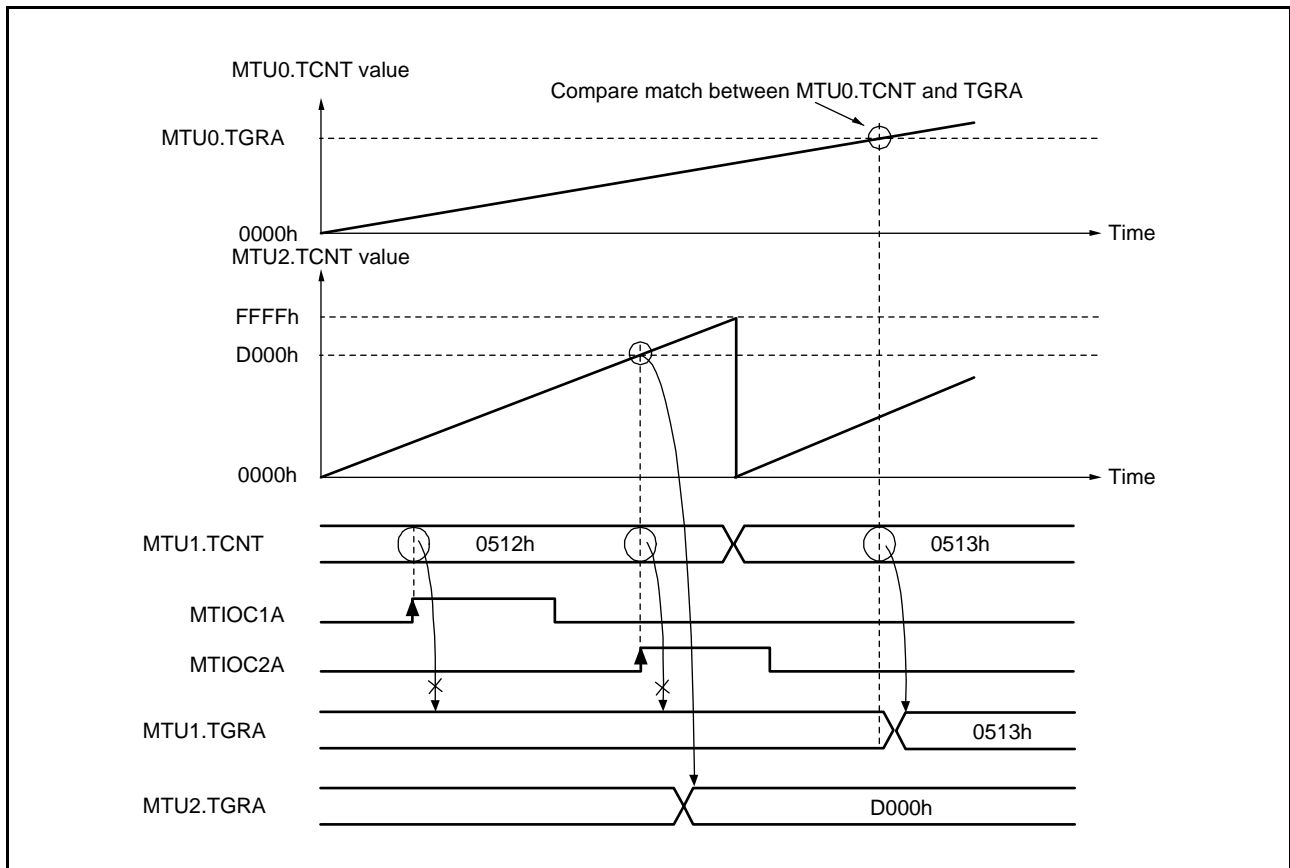 MTU0.TCNT value
Compare match between MTU0.TCNT and TGRA
MTU0.TGRA
0000h
Time
MTU2.TCNT value
FFFFh
D000h
0000h
Time
MTU1.TCNT
0512h
0513h
MTIOC1A
MTIOC2A
MTU1.TGRA
0513h
MTU2.TGRA
D000h